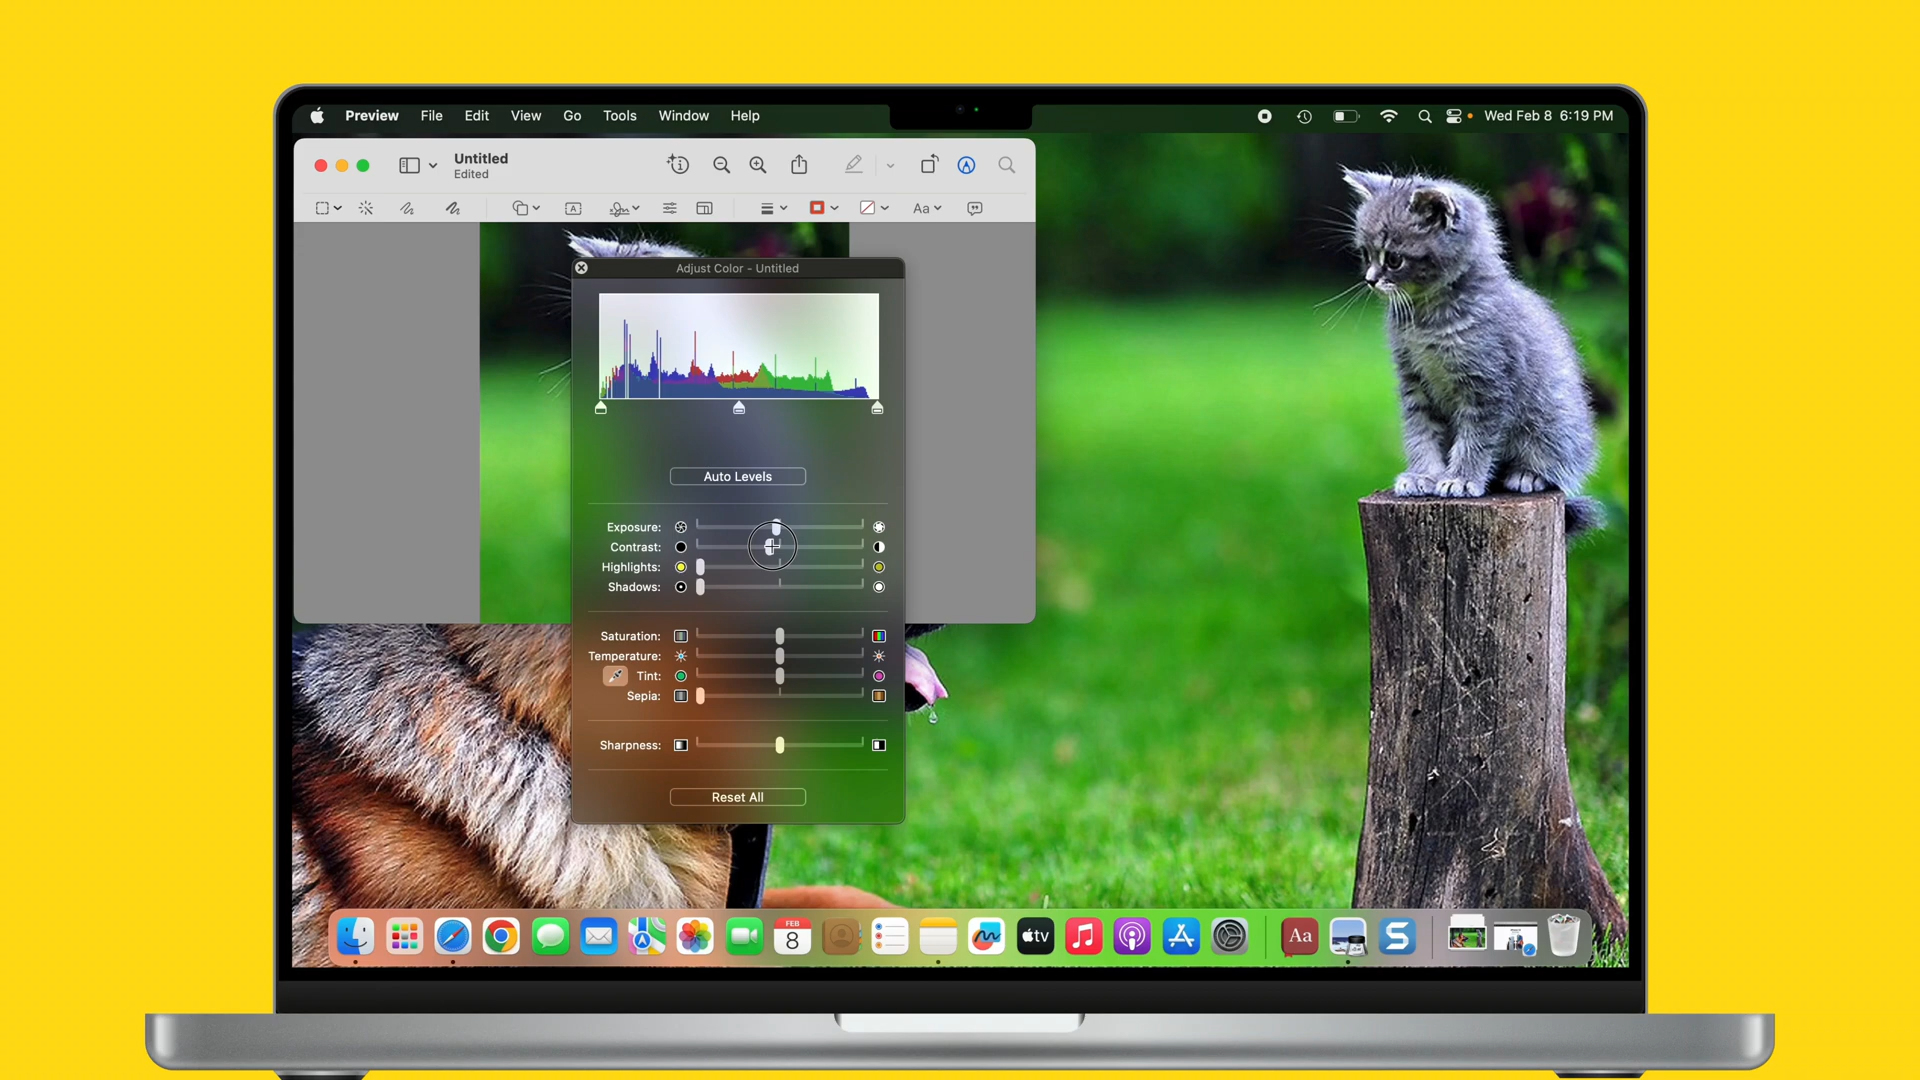 Preview File Edit View Go Tools Window Help
Wed Feb 8 6:19 PM
Untitled
Edited
A
Aa
Adjust Color - Untitled
Auto Levels
Exposure:
Contrast:
Highlights:
Shadows:
Saturation:
Temperature:
Tint:
Sepia:
Sharpness:
Reset All
FEB
8
tv
Aa
S